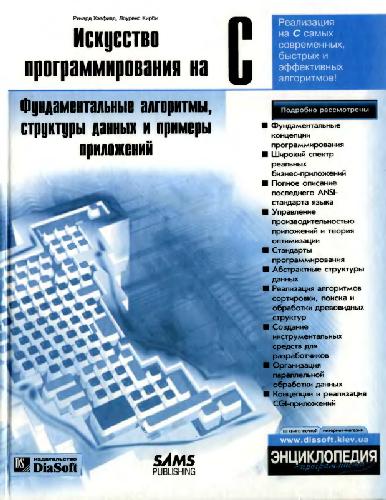 Ричард Хэзфилд, Лоуренс Кирби
Искусство
программирования на
C
Фундаментальные алгоритмы,
структуры данных и примеры
приложений
Реализация
на С самых
современных,
быстрых и
эффективных
алгоритмов!
Подробно рассмотрены
Фундаментальные
концепции
программирования
Широкий спектр
реальных
бизнес-приложений
Полное описание
последнего ANSI-
стандарта языка
Управление
производительностью
приложений и теория
оптимизации
Стандарты
программирования
Абстрактные структуры
данных
Реализация алгоритмов
сортировки, поиска и
обработки древовидных
структур
Создание
инструментальных
средств для
разработчиков
Организация
параллельной
обработки данных
Концепции и реализация
CGI-приложений
www.diasoft.kiev.ua
ЭНЦИКЛОПЕДИЯ
программиста
издательство
DiaSoft
SAMS
PUBLISHING